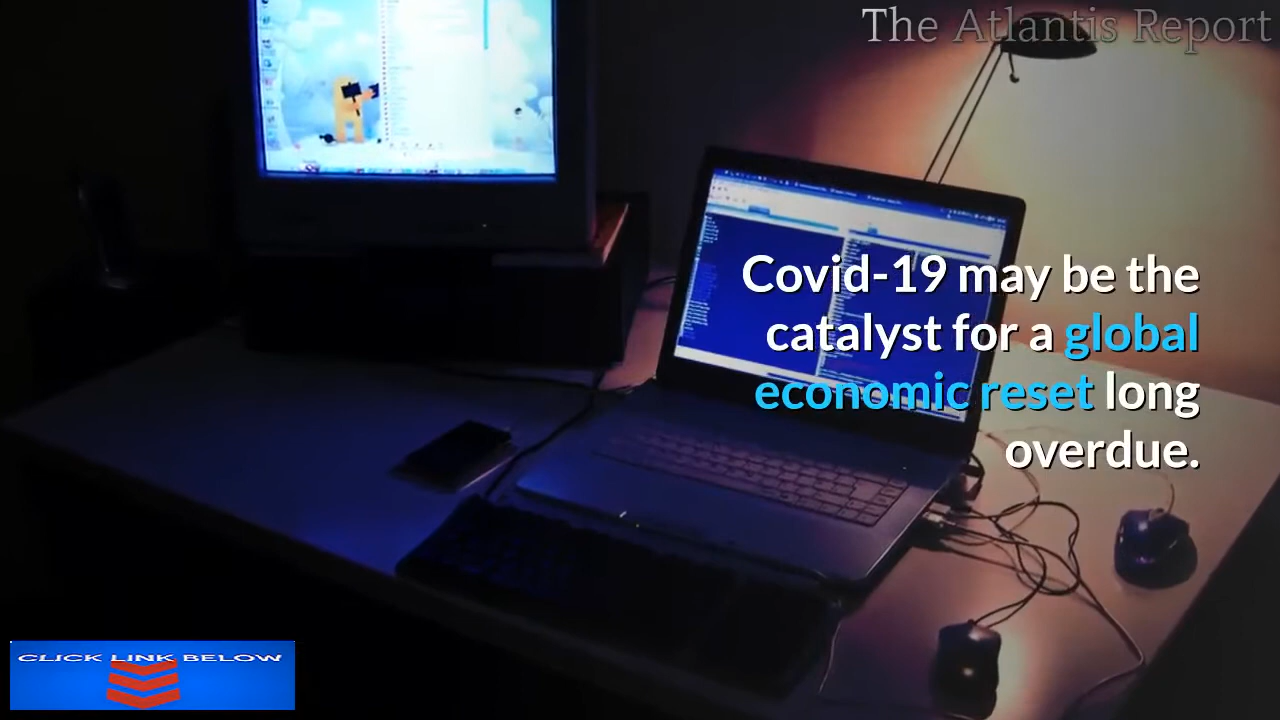 The Atlantis Report
Covid-19 may be the
catalyst for a global
economic reset long
overdue.
CLICK LINK BELOW